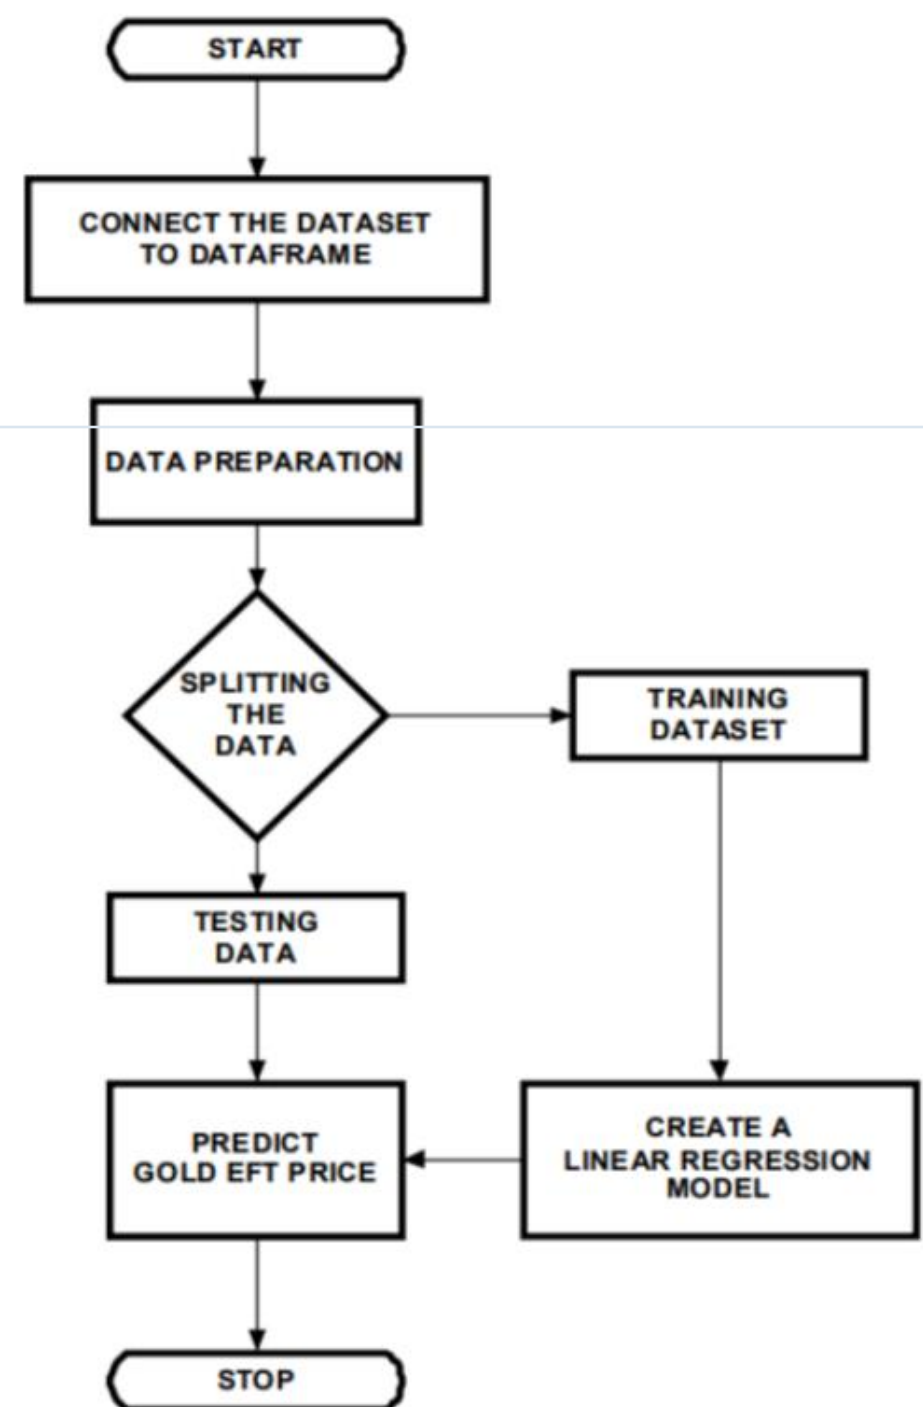 START
CONNECT THE DATASET
TO DATAFRAME
DATA PREPARATION
SPLITTING
THE
DATA
TRAINING
DATASET
TESTING
DATA
PREDICT
GOLD EFT PRICE
CREATE A
LINEAR REGRESSION
MODEL
STOP